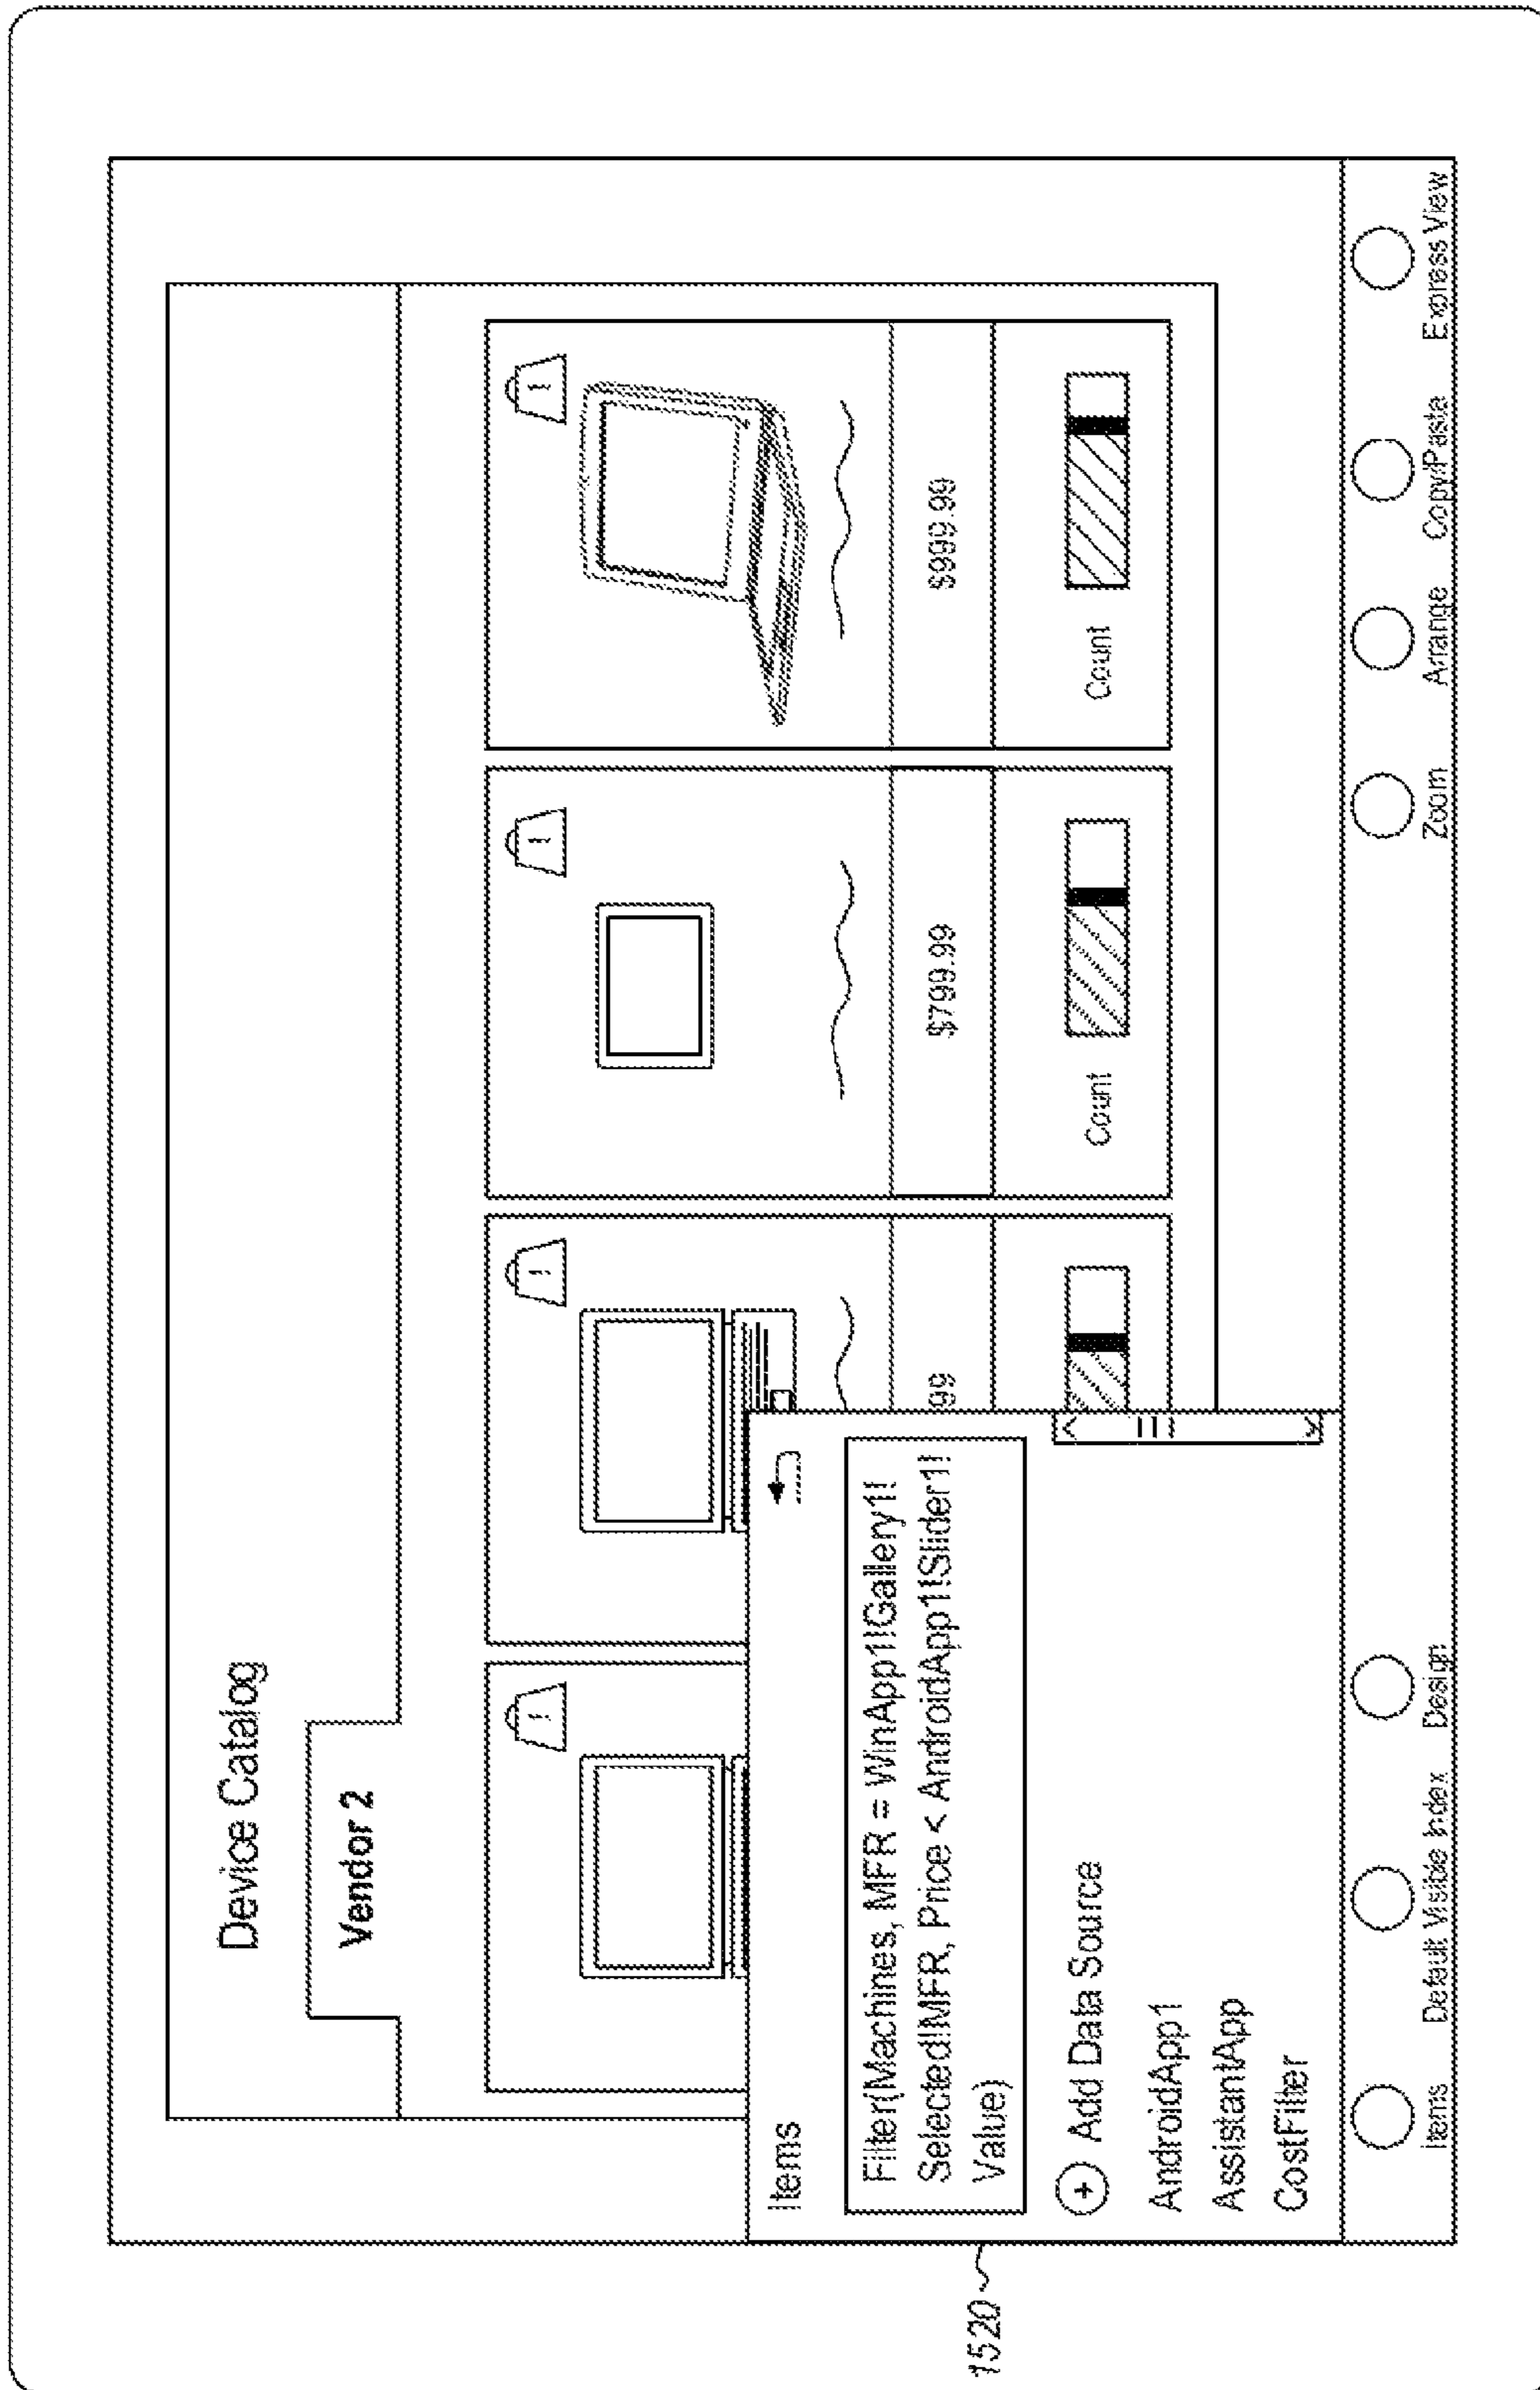 Device Catalog
Vendor 2
!
!
!
!
99
$799.99
$999.99
Count
Count
Items
Filter(Machines, MFR = WinApp1!Gallery1!
Selected!MFR, Price < AndroidApp1!Slider1!
Value)
+ Add Data Source
AndroidApp1
AssistantApp
CostFilter
1520
Items
Default Visible Index
Design
Zoom
Arrange
Copy/Paste
Express View